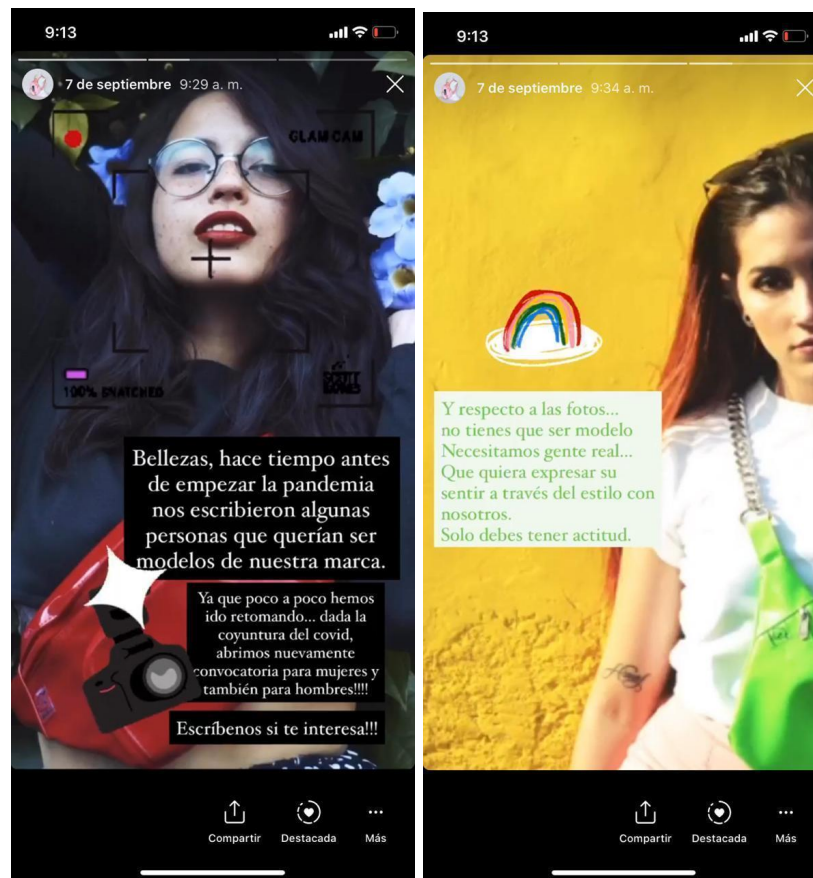 9:13
7 de septiembre 9:29 a. m.
GLAM CAM
100% SNATCHED
Bellezas, hace tiempo antes
de empezar la pandemia
nos escribieron algunas
personas que querían ser
modelos de nuestra marca.
Ya que poco a poco hemos
ido retomando... dada la
coyuntura del covid,
abrimos nuevamente
convocatoria para mujeres y
también para hombres!!!!
Escríbenos si te interesa!!!
Compartir Destacada Más
9:13
7 de septiembre 9:34 a. m.
Y respecto a las fotos...
no tienes que ser modelo
Necesitamos gente real...
Que quiera expresar su
sentir a través del estilo con
nosotros.
Solo debes tener actitud.
Compartir Destacada Más